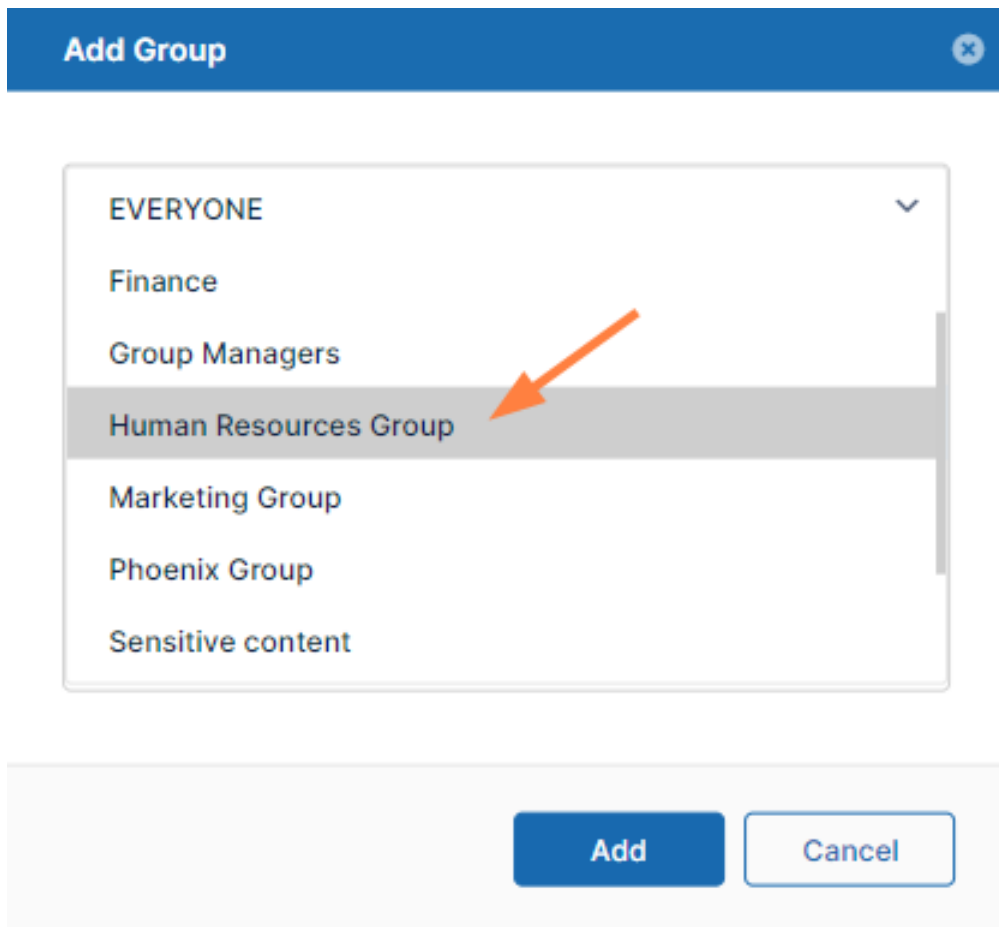 Add Group
EVERYONE
Finance
Group Managers
Human Resources Group
Marketing Group
Phoenix Group
Sensitive content
Add
Cancel